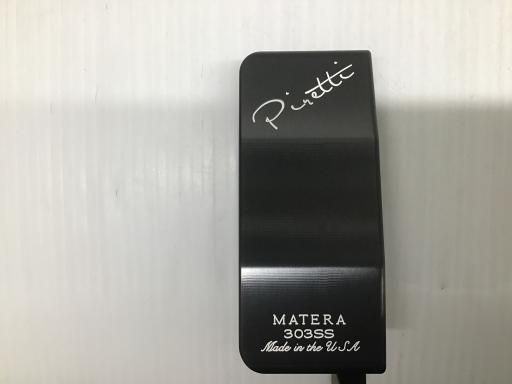 Piretti
MATERA
303SS
Made in the USA